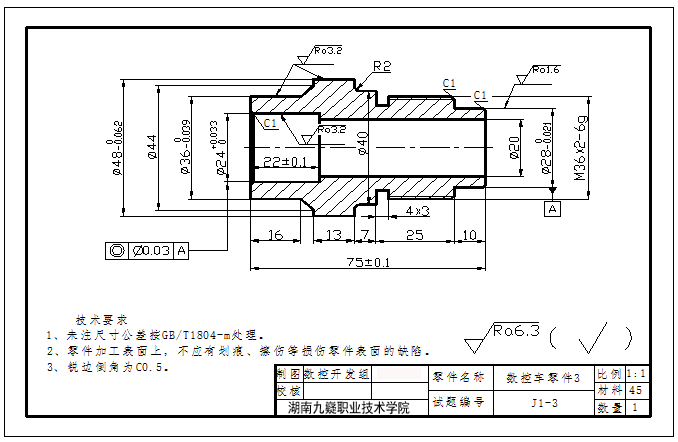 Ra3.2
R2
C1
C1
Ra1.6
C1
Ra3.2
22±0.1
ø48 0 -0.062
ø44
ø36 0 -0.039
ø24 +0.033 0
ø40
ø20
ø28 0 -0.021
M36x2-6g
A
4x3
16
13
7
25
10
75±0.1
Ø0.03 A
技术要求
1、未注尺寸公差按GB/T1804-m处理。
2、零件加工表面上，不应有划痕、擦伤等损伤零件表面的缺陷。
3、锐边倒角为C0.5。
Ra6.3 ( )
制图 数控开发组 零件名称 数控车零件3 比例 1:1
校核 材料 45
湖南九嶷职业技术学院 试题编号 J1-3 数量 1